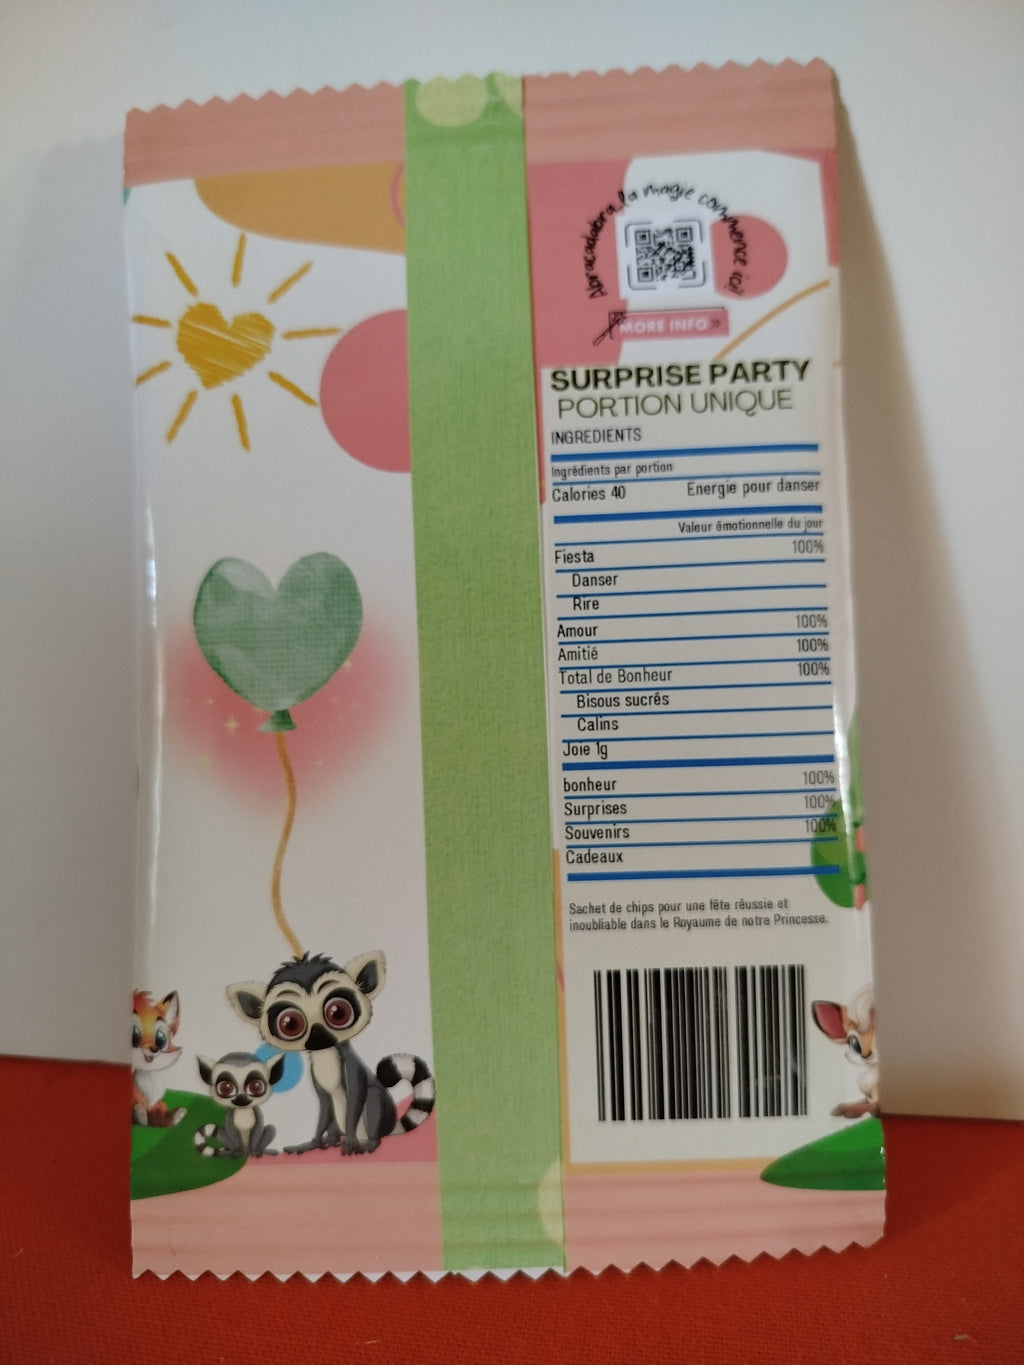 Abracadabra, la magie commence ici
MORE INFO »
SURPRISE PARTY
PORTION UNIQUE
INGREDIENTS
Ingrédients par portion
Calories 40 Energie pour danser
Valeur émotionnelle du jour
Fiesta 100%
Danser
Rire
Amour 100%
Amitié 100%
Total de Bonheur 100%
Bisous sucrés
Calins
Joie 1g
bonheur 100%
Surprises 100%
Souvenirs 100%
Cadeaux
Sachet de chips pour une fête réussie et
inoubliable dans le Royaume de notre Princesse.